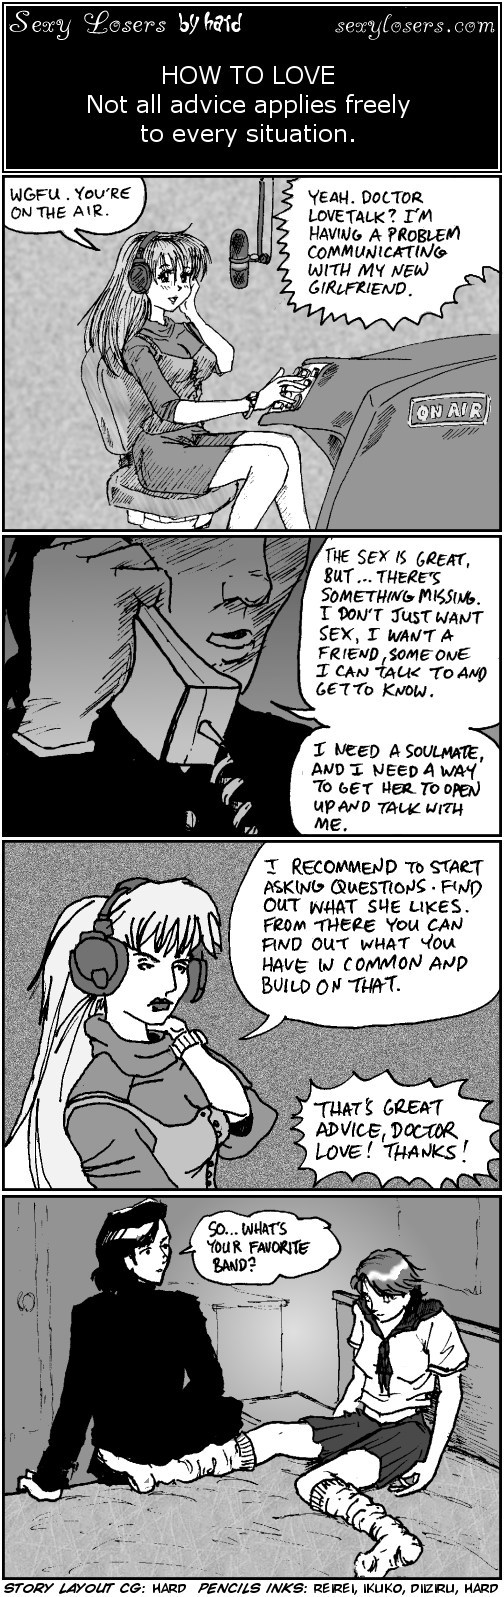 Sexy Losers by hard
sexylosers.com
HOW TO LOVE
Not all advice applies freely
to every situation.
WGFU. YOU'RE
ON THE AIR.
YEAH. DOCTOR
LOVETALK? I'M
HAVING A PROBLEM
COMMUNICATING
WITH MY NEW
GIRLFRIEND.
ON AIR
THE SEX IS GREAT,
BUT... THERE'S
SOMETHING MISSING.
I DON'T JUST WANT
SEX, I WANT A
FRIEND, SOME ONE
I CAN TALK TO AND
GET TO KNOW.
I NEED A SOULMATE,
AND I NEED A WAY
TO GET HER TO OPEN
UP AND TALK WITH
ME.
I RECOMMEND TO START
ASKING QUESTIONS. FIND
OUT WHAT SHE LIKES.
FROM THERE YOU CAN
FIND OUT WHAT YOU
HAVE IN COMMON AND
BUILD ON THAT.
THAT'S GREAT
ADVICE, DOCTOR
LOVE! THANKS!
SO... WHAT'S
YOUR FAVORITE
BAND?
STORY LAYOUT CG: HARD PENCILS INKS: REIREI, IKUKO, DIIZIRU, HARD